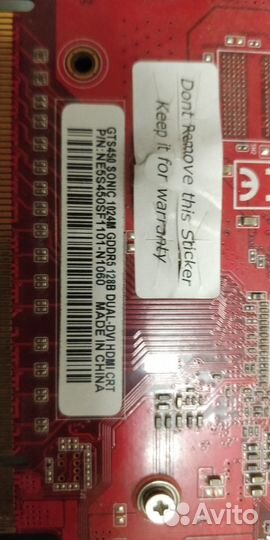 GTS450 SONIC 1024M GDDR5 128B DUAL-DVI HDMI CRT
P/N:NE5S450SF1101-N1060
MADE IN CHINA
Dont Remove this Sticker
Keep it for warranty
CE
Avito